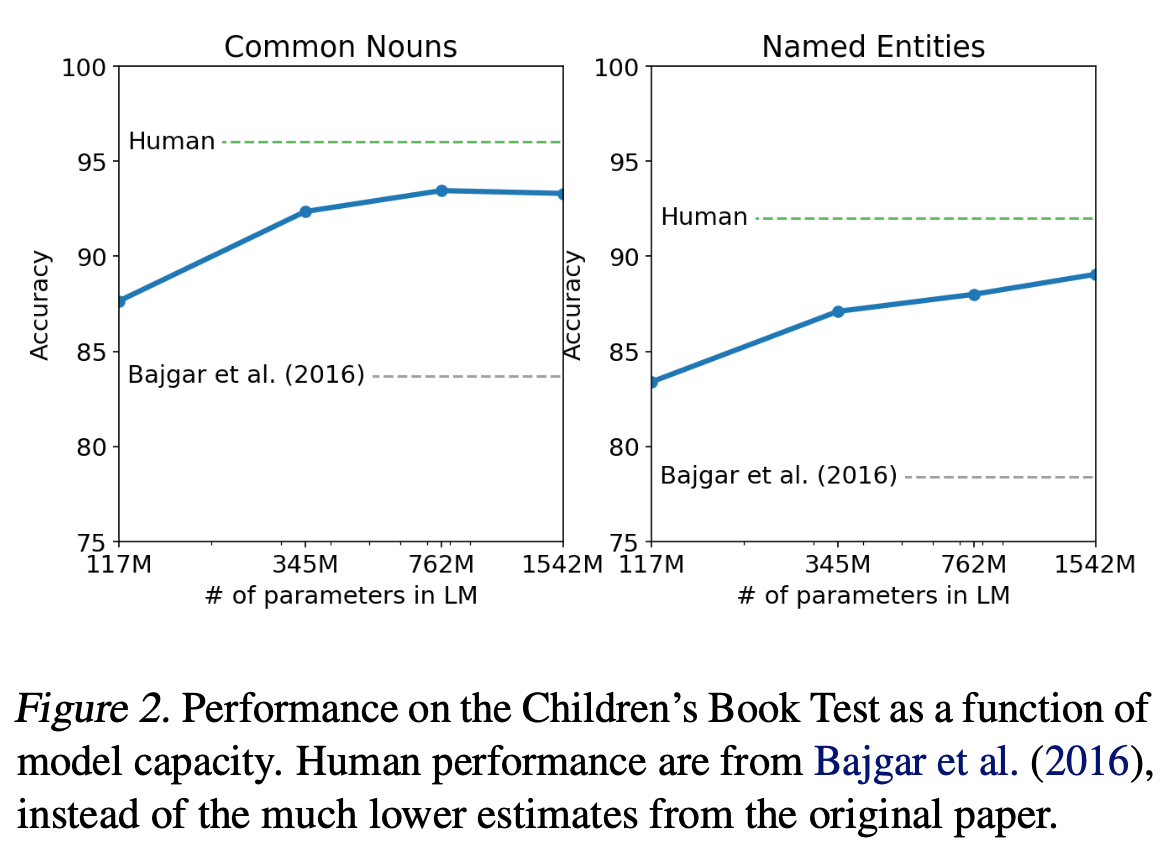 Common Nouns
100
95
90
85
80
75
Accuracy
Human
Bajgar et al. (2016)
117M
345M
762M
1542M
# of parameters in LM
Named Entities
100
95
90
85
80
75
Accuracy
Human
Bajgar et al. (2016)
117M
345M
762M
1542M
# of parameters in LM
Figure 2. Performance on the Children's Book Test as a function of
model capacity. Human performance are from Bajgar et al. (2016),
instead of the much lower estimates from the original paper.